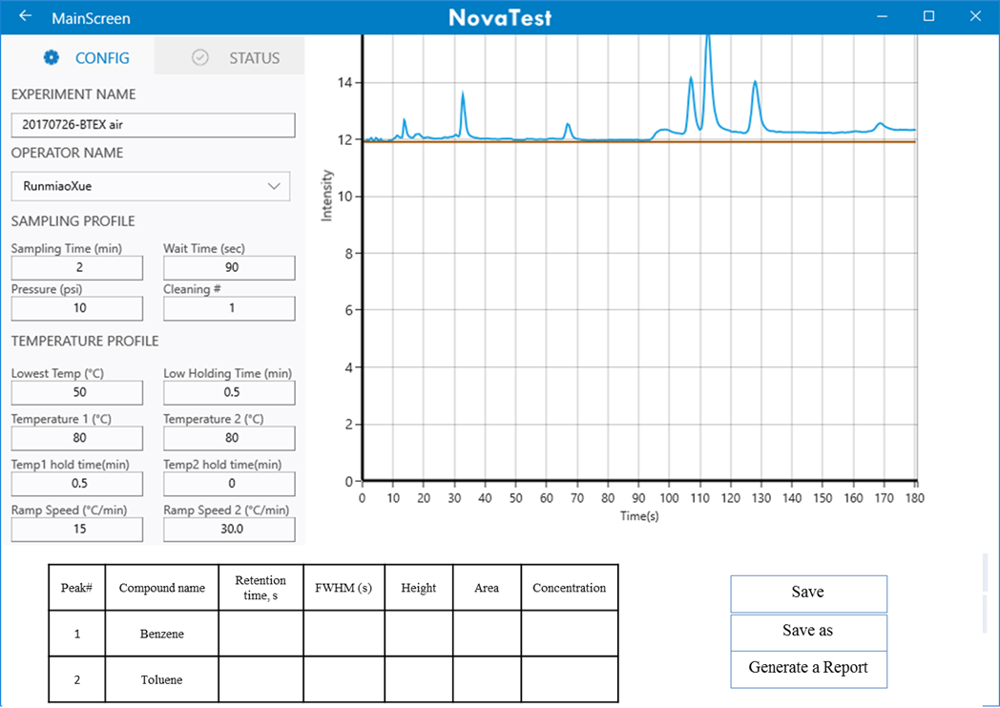 MainScreen
NovaTest
CONFIG
STATUS
EXPERIMENT NAME
20170726-BTEX air
OPERATOR NAME
RunmiaoXue
SAMPLING PROFILE
Sampling Time (min) Wait Time (sec)
2 90
Pressure (psi) Cleaning #
10 1
TEMPERATURE PROFILE
Lowest Temp (°C) Low Holding Time (min)
50 0.5
Temperature 1 (°C) Temperature 2 (°C)
80 80
Temp1 hold time(min) Temp2 hold time(min)
0.5 0
Ramp Speed (°C/min) Ramp Speed 2 (°C/min)
15 30.0
Intensity
14
12
10
8
6
4
2
0
0 10 20 30 40 50 60 70 80 90 100 110 120 130 140 150 160 170 180
Time(s)
Peak# Compound name Retention time, s FWHM (s) Height Area Concentration
1 Benzene
2 Toluene
Save
Save as
Generate a Report